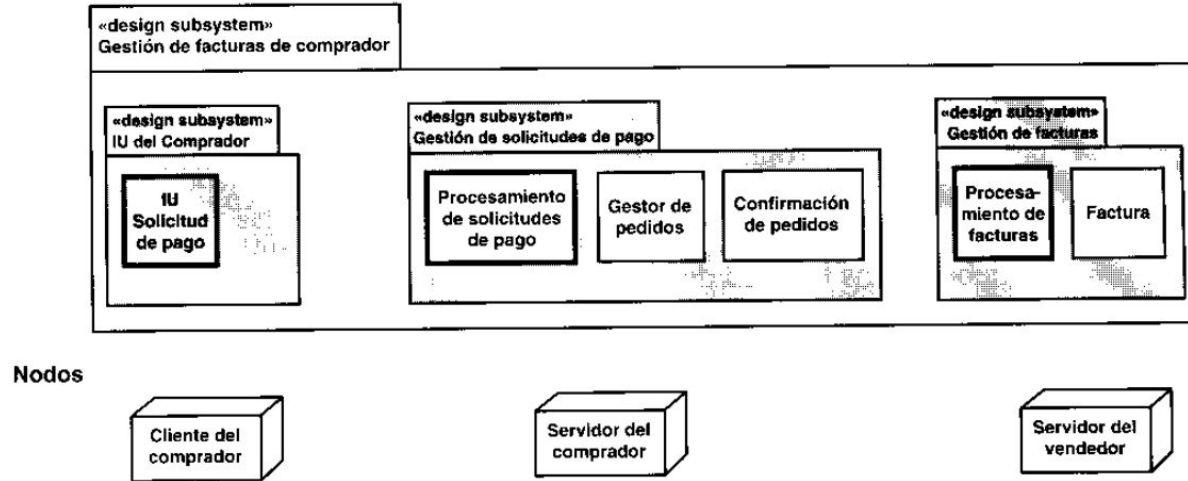 «design subsystem»
Gestión de facturas de comprador
«design subsystem»
IU del Comprador
IU
Solicitud
de pago
«design subsystem»
Gestión de solicitudes de pago
Procesamiento
de solicitudes
de pago
Gestor de
pedidos
Confirmación
de pedidos
«design subsystem»
Gestión de facturas
Procesa-
miento de
facturas
Factura
Nodos
Cliente del
comprador
Servidor del
comprador
Servidor del
vendedor